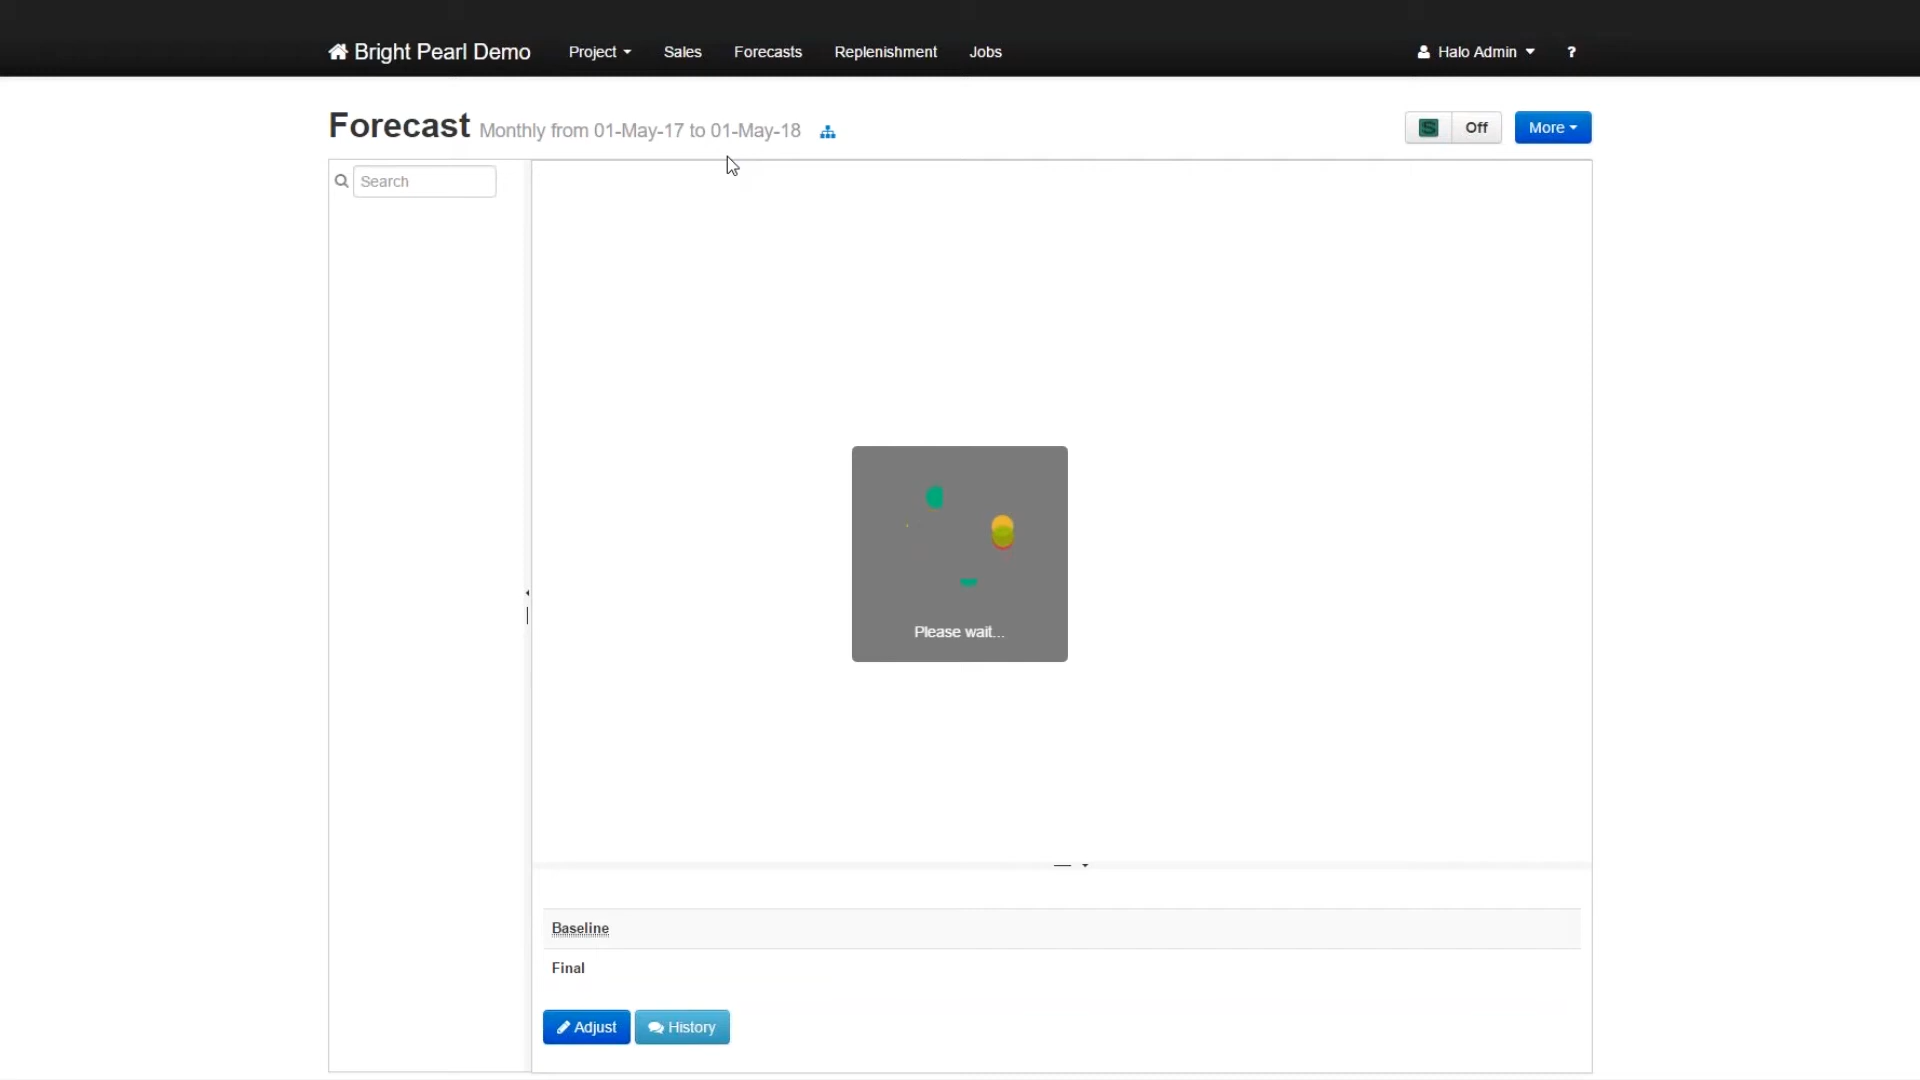 Bright Pearl Demo Project Sales Forecasts Replenishment Jobs Halo Admin ?
Forecast Monthly from 01-May-17 to 01-May-18 S Off More
Search
Please wait...
Baseline
Final
Adjust History